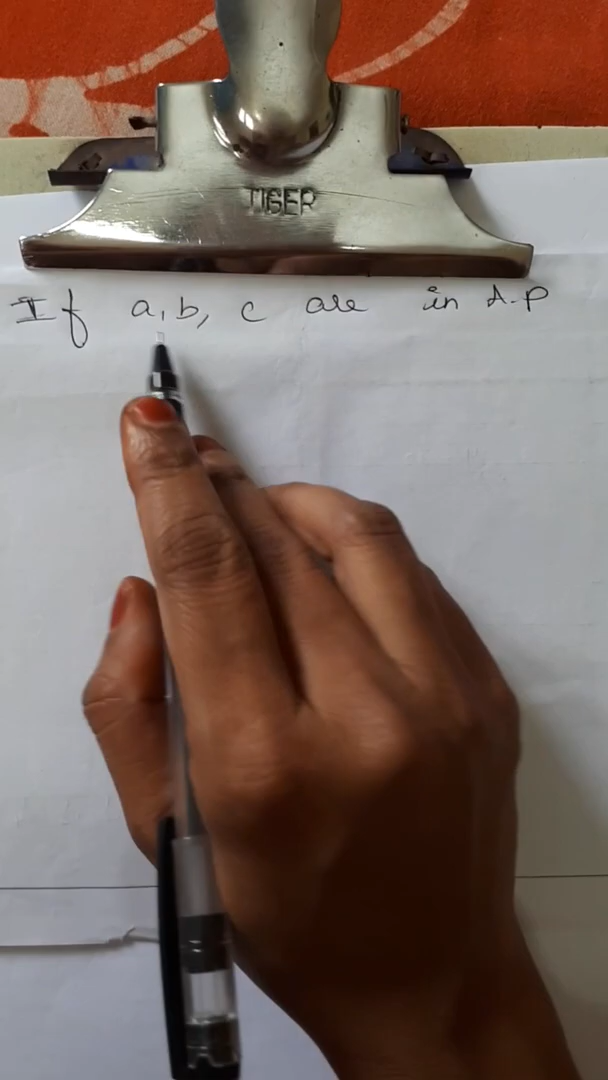 TIGER
If a, b, c are in A.P